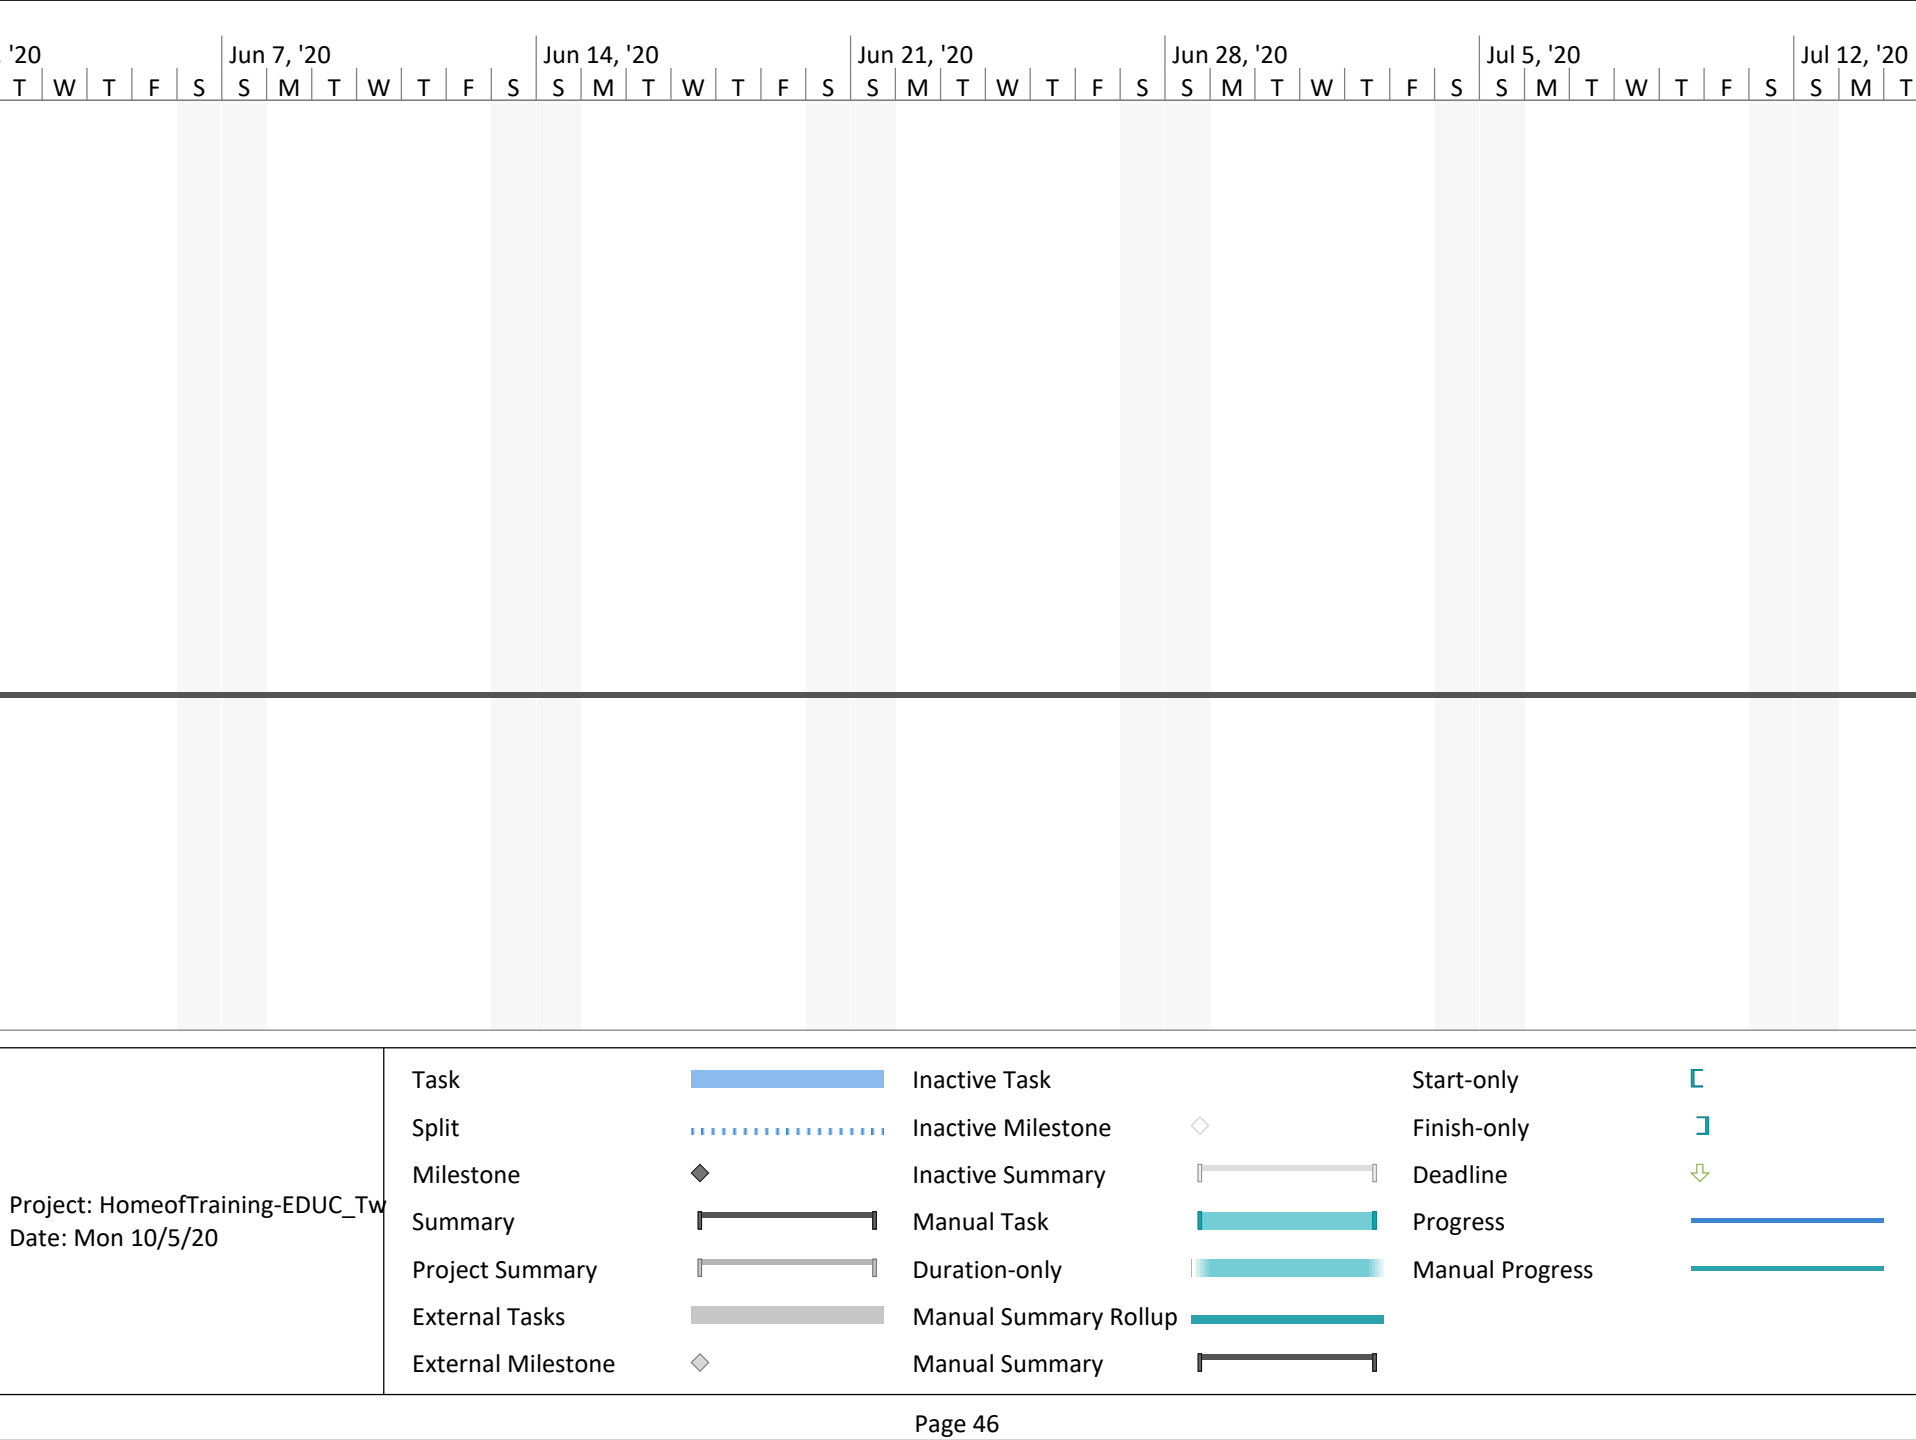 '20 Jun 7, '20 Jun 14, '20 Jun 21, '20 Jun 28, '20 Jul 5, '20 Jul 12, '20
T W T F S S M T W T F S S M T W T F S S M T W T F S S M T W T F S S M T W T F S S M T
Task Inactive Task Start-only
Split Inactive Milestone Finish-only
Milestone Inactive Summary Deadline
Project: HomeofTraining-EDUC_Tw
Summary Manual Task Progress
Date: Mon 10/5/20
Project Summary Duration-only Manual Progress
External Tasks Manual Summary Rollup
External Milestone Manual Summary
Page 46